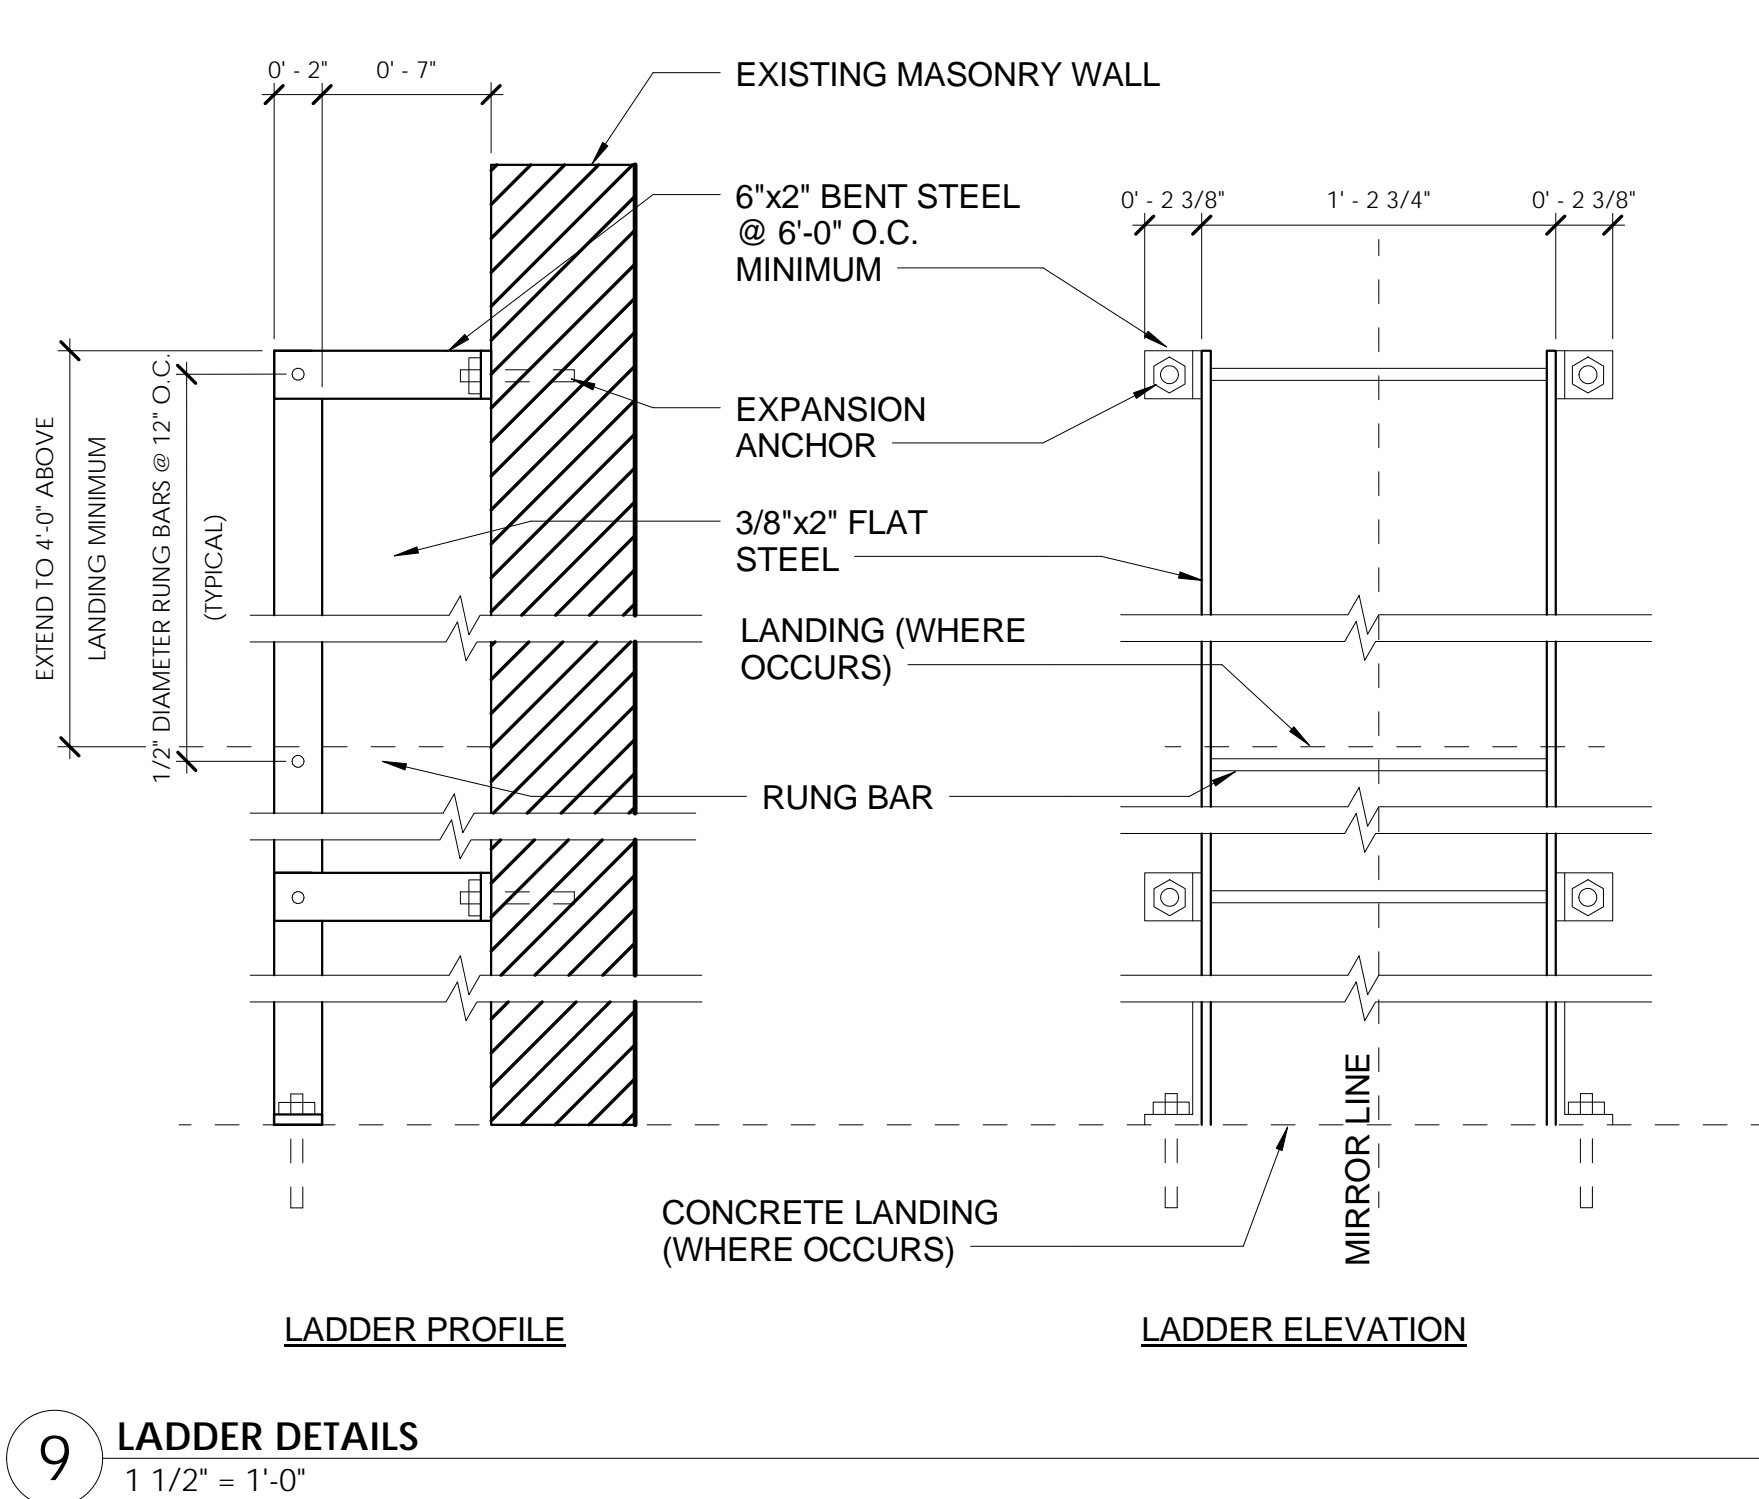 0' - 2"
0' - 7"
EXISTING MASONRY WALL
6"x2" BENT STEEL
@ 6'-0" O.C.
MINIMUM
0' - 2 3/8"
1' - 2 3/4"
0' - 2 3/8"
EXTEND TO 4'-0" ABOVE
LANDING MINIMUM
1/2" DIAMETER RUNG BARS @ 12" O.C.
(TYPICAL)
EXPANSION
ANCHOR
3/8"x2" FLAT
STEEL
LANDING (WHERE
OCCURS)
RUNG BAR
MIRROR LINE
CONCRETE LANDING
(WHERE OCCURS)
LADDER PROFILE
LADDER ELEVATION
9
LADDER DETAILS
1 1/2" = 1'-0"